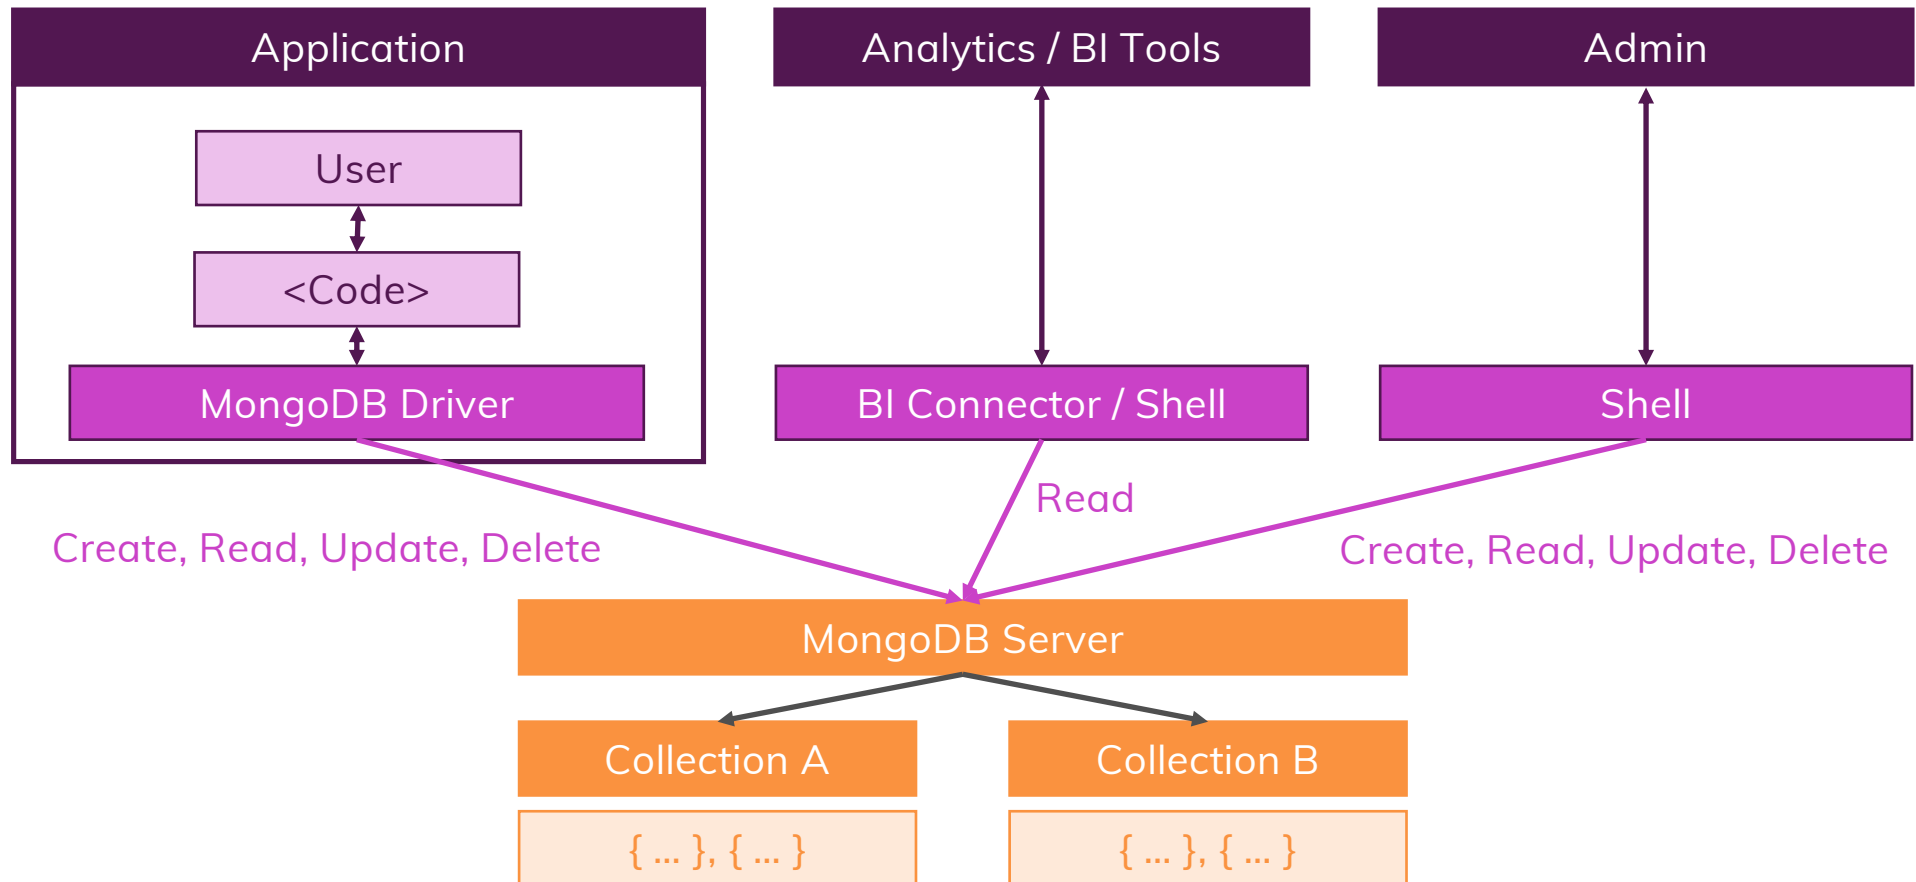 Application
Analytics / BI Tools
Admin
User
<Code>
MongoDB Driver
BI Connector / Shell
Shell
Read
Create, Read, Update, Delete
Create, Read, Update, Delete
MongoDB Server
Collection A
Collection B
{ ... }, { ... }
{ ... }, { ... }